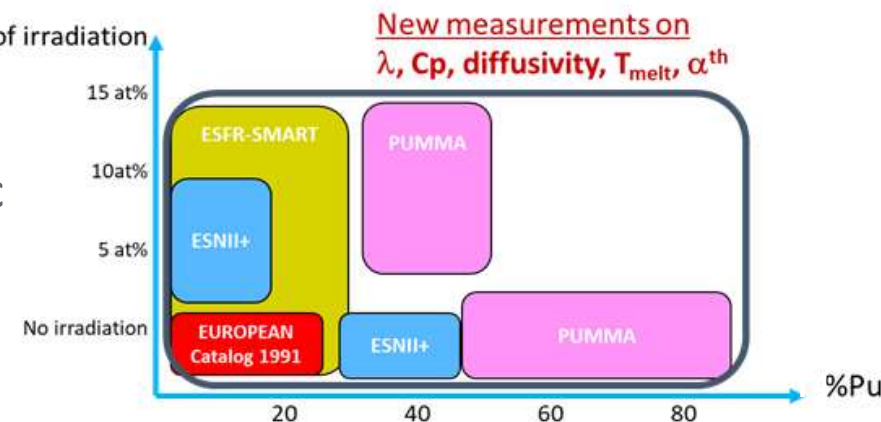 of irradiation
New measurements on
λ, Cp, diffusivity, Tmelt, αth
15 at%
ESFR-SMART
PUMMA
10at%
ESNII+
5 at%
No irradiation
EUROPEAN
Catalog 1991
ESNII+
PUMMA
%Pu
20 40 60 80